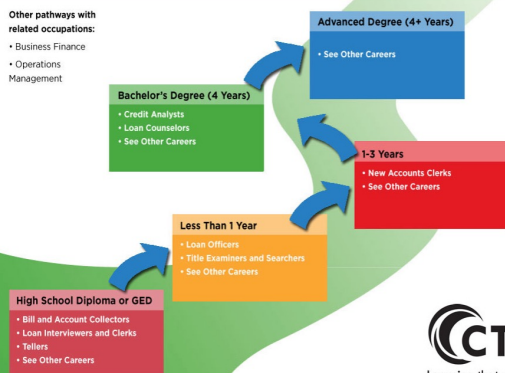 Other pathways with
related occupations:
• Business Finance
• Operations
Management
Advanced Degree (4+ Years)
• See Other Careers
Bachelor's Degree (4 Years)
• Credit Analysts
• Loan Counselors
• See Other Careers
1-3 Years
• New Accounts Clerks
• See Other Careers
Less Than 1 Year
• Loan Officers
• Title Examiners and Searchers
• See Other Careers
High School Diploma or GED
• Bill and Account Collectors
• Loan Interviewers and Clerks
• Tellers
• See Other Careers
CT